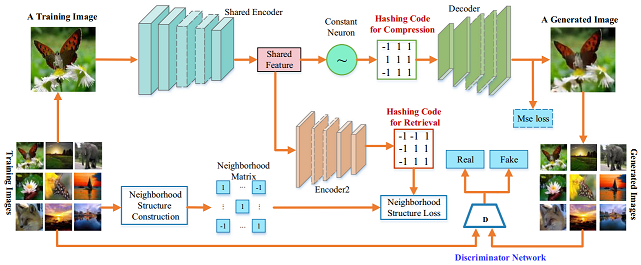 A Training Image
Shared Encoder
Constant
Neuron
Hashing Code
for Compression
Decoder
A Generated Image
Shared
Feature
~
-1 1 1
1 1 1
-1 1 1
Mse loss
Hashing Code
for Retrieval
-1 -1 1
-1 1 1
-1 1 1
Encoder2
Real
Fake
Training Images
Neighborhood
Structure
Construction
Neighborhood
Matrix
1 ... -1
⋮ 1 ⋮
-1 ... 1
Neighborhood
Structure Loss
D
Generated Images
Discriminator Network